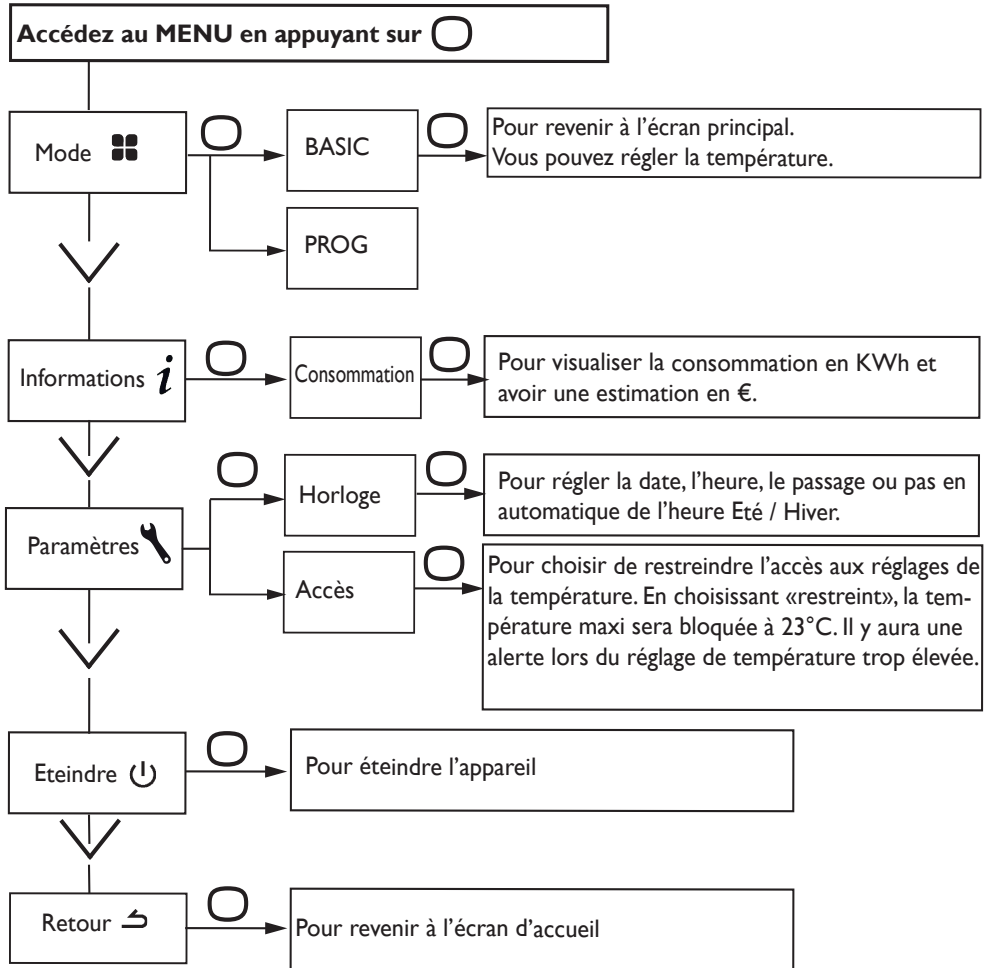 Accédez au MENU en appuyant sur
Mode
BASIC
Pour revenir à l'écran principal.
Vous pouvez régler la température.
PROG
Informations i
Consommation
Pour visualiser la consommation en KWh et
avoir une estimation en €.
Paramètres
Horloge
Pour régler la date, l'heure, le passage ou pas en
automatique de l'heure Eté / Hiver.
Accès
Pour choisir de restreindre l'accès aux réglages de
la température. En choisissant «restreint», la tem-
pérature maxi sera bloquée à 23°C. Il y aura une
alerte lors du réglage de température trop élevée.
Eteindre
Pour éteindre l'appareil
Retour
Pour revenir à l'écran d'accueil